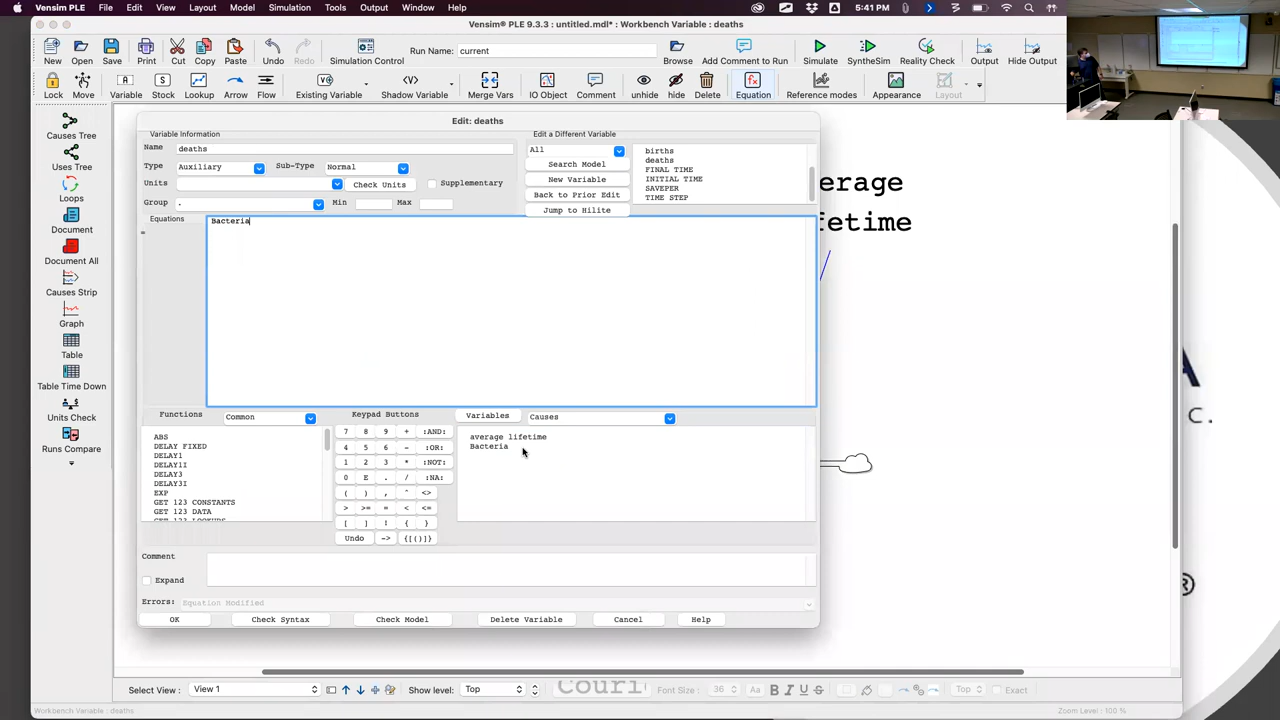 Vensim PLE File Edit View Layout Model Simulation Tools Output Window Help 5:41 PM
Vensim® PLE 9.3.3 : untitled.mdl* : Workbench Variable : deaths
New Open Save Print Cut Copy Paste Undo Redo Simulation Control Run Name: current Browse Add Comment to Run Simulate SyntheSim Reality Check Output Hide Output
Lock Move Variable Stock Lookup Arrow Flow Existing Variable <V> Merge Vars IO Object Comment unhide hide Delete Equation Reference modes Appearance Layout
Causes Tree
Uses Tree
Loops
Document
Document All
Causes Strip
Graph
Table
Table Time Down
Units Check
Runs Compare
Edit: deaths
Variable Information
Name deaths
Type Auxiliary Sub-Type Normal
Units Check Units Supplementary
Group . Min Max
Edit a Different Variable
All
Search Model
New Variable
Back to Prior Edit
Jump to Hilite
births
deaths
FINAL TIME
INITIAL TIME
SAVEPER
TIME STEP
Equations
=
Bacteria
Functions Common
ABS
DELAY FIXED
DELAY1
DELAY1I
DELAY3
DELAY3I
EXP
GET 123 CONSTANTS
GET 123 DATA
GET 123 LOOKUPS
Keypad Buttons
7 8 9 + :AND:
4 5 6 - :OR:
1 2 3 * :NOT:
0 E . / :NA:
( ) , ^ <>
> >= = < <=
[ ] ! { }
Undo -> {[()]}
Variables Causes
average lifetime
Bacteria
Comment
Expand
Errors: Equation Modified
OK Check Syntax Check Model Delete Variable Cancel Help
erage
fetime
A
C.
®
Select View : View 1 Show level: Top Couri Font Size : 36 Aa B I U S Top Exact
Workbench Variable : deaths Zoom Level : 100 %